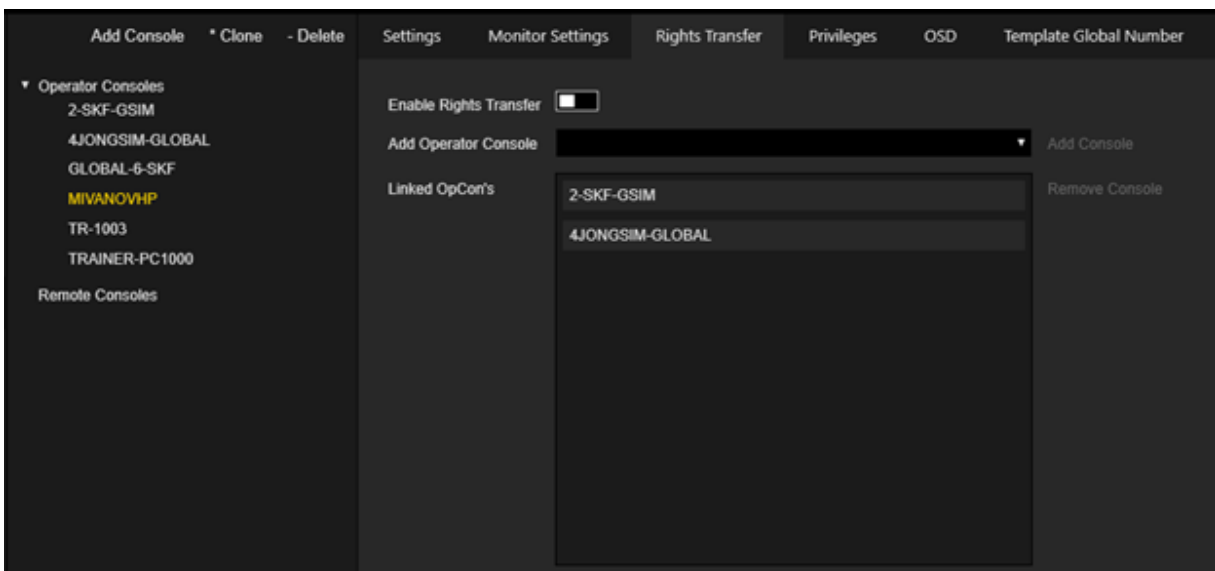 Add Console * Clone - Delete
Settings Monitor Settings Rights Transfer Privileges OSD Template Global Number
Operator Consoles
2-SKF-GSIM
4JONGSIM-GLOBAL
GLOBAL-6-SKF
MIVANOVHP
TR-1003
TRAINER-PC1000
Remote Consoles
Enable Rights Transfer
Add Operator Console Add Console
Linked OpCon's Remove Console
2-SKF-GSIM
4JONGSIM-GLOBAL